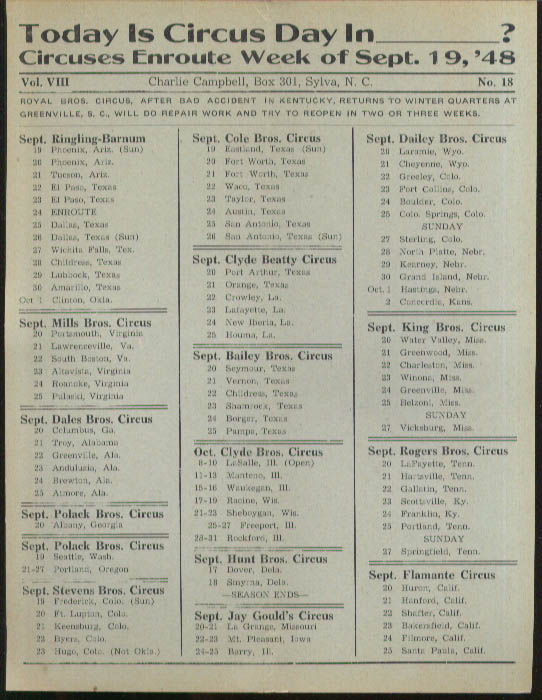 Today Is Circus Day In ?
Circuses Enroute Week of Sept. 19, '48
Vol. VIII Charlie Campbell, Box 301, Sylva, N. C. No. 18
ROYAL BROS. CIRCUS, AFTER BAD ACCIDENT IN KENTUCKY, RETURNS TO WINTER QUARTERS AT
GREENVILLE, S. C., WILL DO REPAIR WORK AND TRY TO REOPEN IN TWO OR THREE WEEKS.
Sept. Ringling-Barnum
19 Phoenix, Ariz. (Sun)
20 Phoenix, Ariz.
21 Tucson, Ariz.
22 El Paso, Texas
23 El Paso, Texas
24 ENROUTE
25 Dallas, Texas
26 Dallas, Texas (Sun)
27 Wichita Falls, Tex.
28 Childress, Texas
29 Lubbock, Texas
30 Amarillo, Texas
Oct 1 Clinton, Okla.
Sept. Mills Bros. Circus
20 Portsmouth, Virginia
21 Lawrenceville, Va.
22 South Boston, Va.
23 Altavista, Virginia
24 Roanoke, Virginia
25 Pulaski, Virginia
Sept. Dales Bros. Circus
20 Columbus, Ga.
21 Troy, Alabama
22 Greenville, Ala.
23 Andalusia, Ala.
24 Brewton, Ala.
25 Atmore, Ala.
Sept. Polack Bros. Circus
20 Albany, Georgia
Sept. Polack Bros. Circus
19 Seattle, Wash.
21-27 Portland, Oregon
Sept. Stevens Bros. Circus
19 Frederick, Colo. (Sun)
20 Ft. Lupton, Colo.
21 Keensburg, Colo.
22 Byers, Colo.
23 Hugo, Colo. (Not Okla.)
Sept. Cole Bros. Circus
19 Eastland, Texas (Sun)
20 Fort Worth, Texas
21 Fort Worth, Texas
22 Waco, Texas
23 Taylor, Texas
24 Austin, Texas
25 San Antonio, Texas
26 San Antonio, Texas (Sun)
Sept. Clyde Beatty Circus
20 Port Arthur, Texas
21 Orange, Texas
22 Crowley, La.
23 Lafayette, La.
24 New Iberia, La.
25 Houma, La.
Sept. Bailey Bros. Circus
20 Seymour, Texas
21 Vernon, Texas
22 Childress, Texas
23 Shamrock, Texas
24 Borger, Texas
25 Pampa, Texas
Oct. Clyde Bros. Circus
8-10 LaSalle, Ill. (Open)
11-13 Manteno, Ill.
15-16 Waukegan, Ill.
17-19 Racine, Wis.
21-23 Sheboygan, Wis.
25-27 Freeport, Ill.
28-31 Rockford, Ill.
Sept. Hunt Bros. Circus
17 Dover, Dela.
18 Smyrna, Dela.
—SEASON ENDS—
Sept. Jay Gould's Circus
20-21 La Grange, Missouri
22-23 Mt. Pleasant, Iowa
24-25 Barry, Ill.
Sept. Dailey Bros. Circus
20 Laramie, Wyo.
21 Cheyenne, Wyo.
22 Greeley, Colo.
23 Fort Collins, Colo.
24 Boulder, Colo.
25 Colo. Springs, Colo.
SUNDAY
27 Sterling, Colo.
28 North Platte, Nebr.
29 Kearney, Nebr.
30 Grand Island, Nebr.
Oct. 1 Hastings, Nebr.
2 Concordia, Kans.
Sept. King Bros. Circus
20 Water Valley, Miss.
21 Greenwood, Miss.
22 Charleston, Miss.
23 Winona, Miss.
24 Greenville, Miss.
25 Belzoni, Miss.
SUNDAY
27 Vicksburg, Miss.
Sept. Rogers Bros. Circus
20 LaFayette, Tenn.
21 Hartsville, Tenn.
22 Gallatin, Tenn.
23 Scottsville, Ky.
24 Franklin, Ky.
25 Portland, Tenn.
SUNDAY
27 Springfield, Tenn.
Sept. Flamante Circus
20 Huron, Calif.
21 Hanford, Calif.
22 Shafter, Calif.
23 Bakersfield, Calif.
24 Filmore, Calif.
25 Santa Paula, Calif.